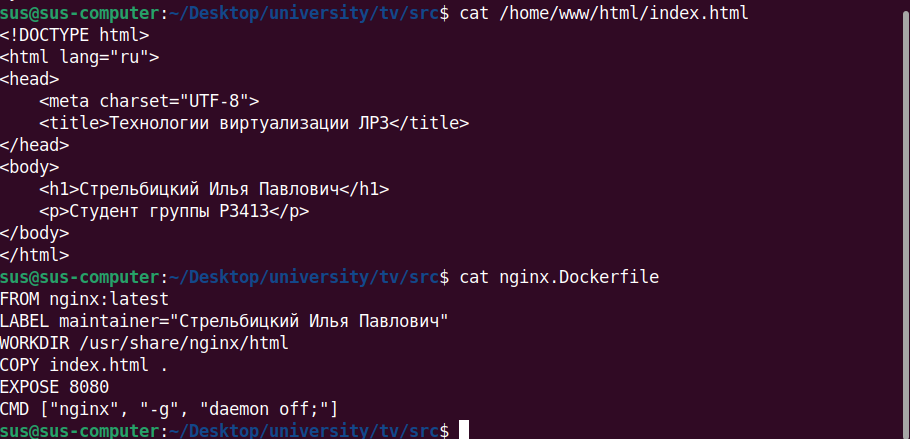 sus@sus-computer:~/Desktop/university/tv/src$ cat /home/www/html/index.html
<!DOCTYPE html>
<html lang="ru">
<head>
    <meta charset="UTF-8">
    <title>Технологии виртуализации ЛР3</title>
</head>
<body>
    <h1>Стрельбицкий Илья Павлович</h1>
    <p>Студент группы P3413</p>
</body>
</html>
sus@sus-computer:~/Desktop/university/tv/src$ cat nginx.Dockerfile
FROM nginx:latest
LABEL maintainer="Стрельбицкий Илья Павлович"
WORKDIR /usr/share/nginx/html
COPY index.html .
EXPOSE 8080
CMD ["nginx", "-g", "daemon off;"]
sus@sus-computer:~/Desktop/university/tv/src$